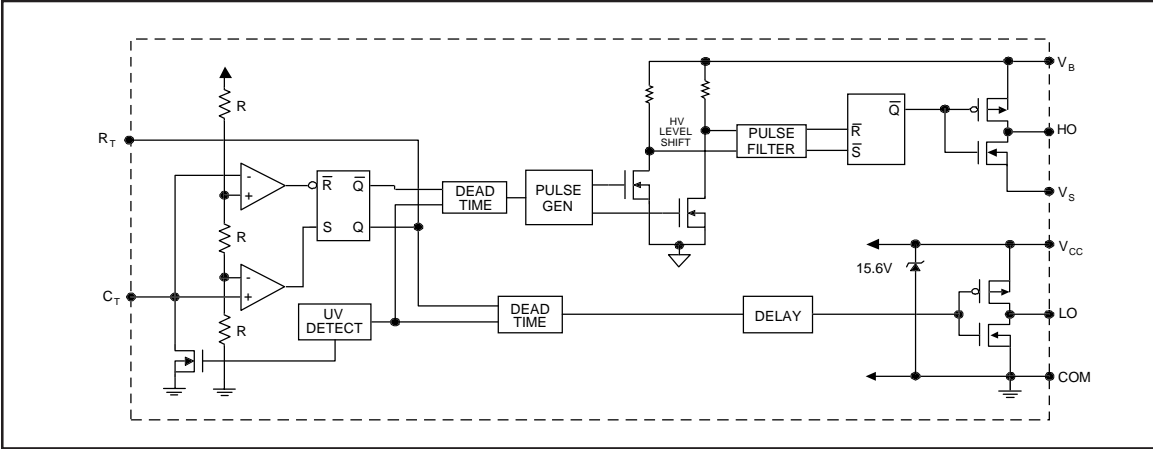 V_B
R
HV
LEVEL
SHIFT
PULSE
FILTER
R̅
S̅
Q̅
HO
R_T
V_S
-
+
R̅
Q̅
S
Q
DEAD
TIME
PULSE
GEN
R
V_CC
15.6V
-
+
C_T
R
UV
DETECT
DEAD
TIME
DELAY
LO
COM